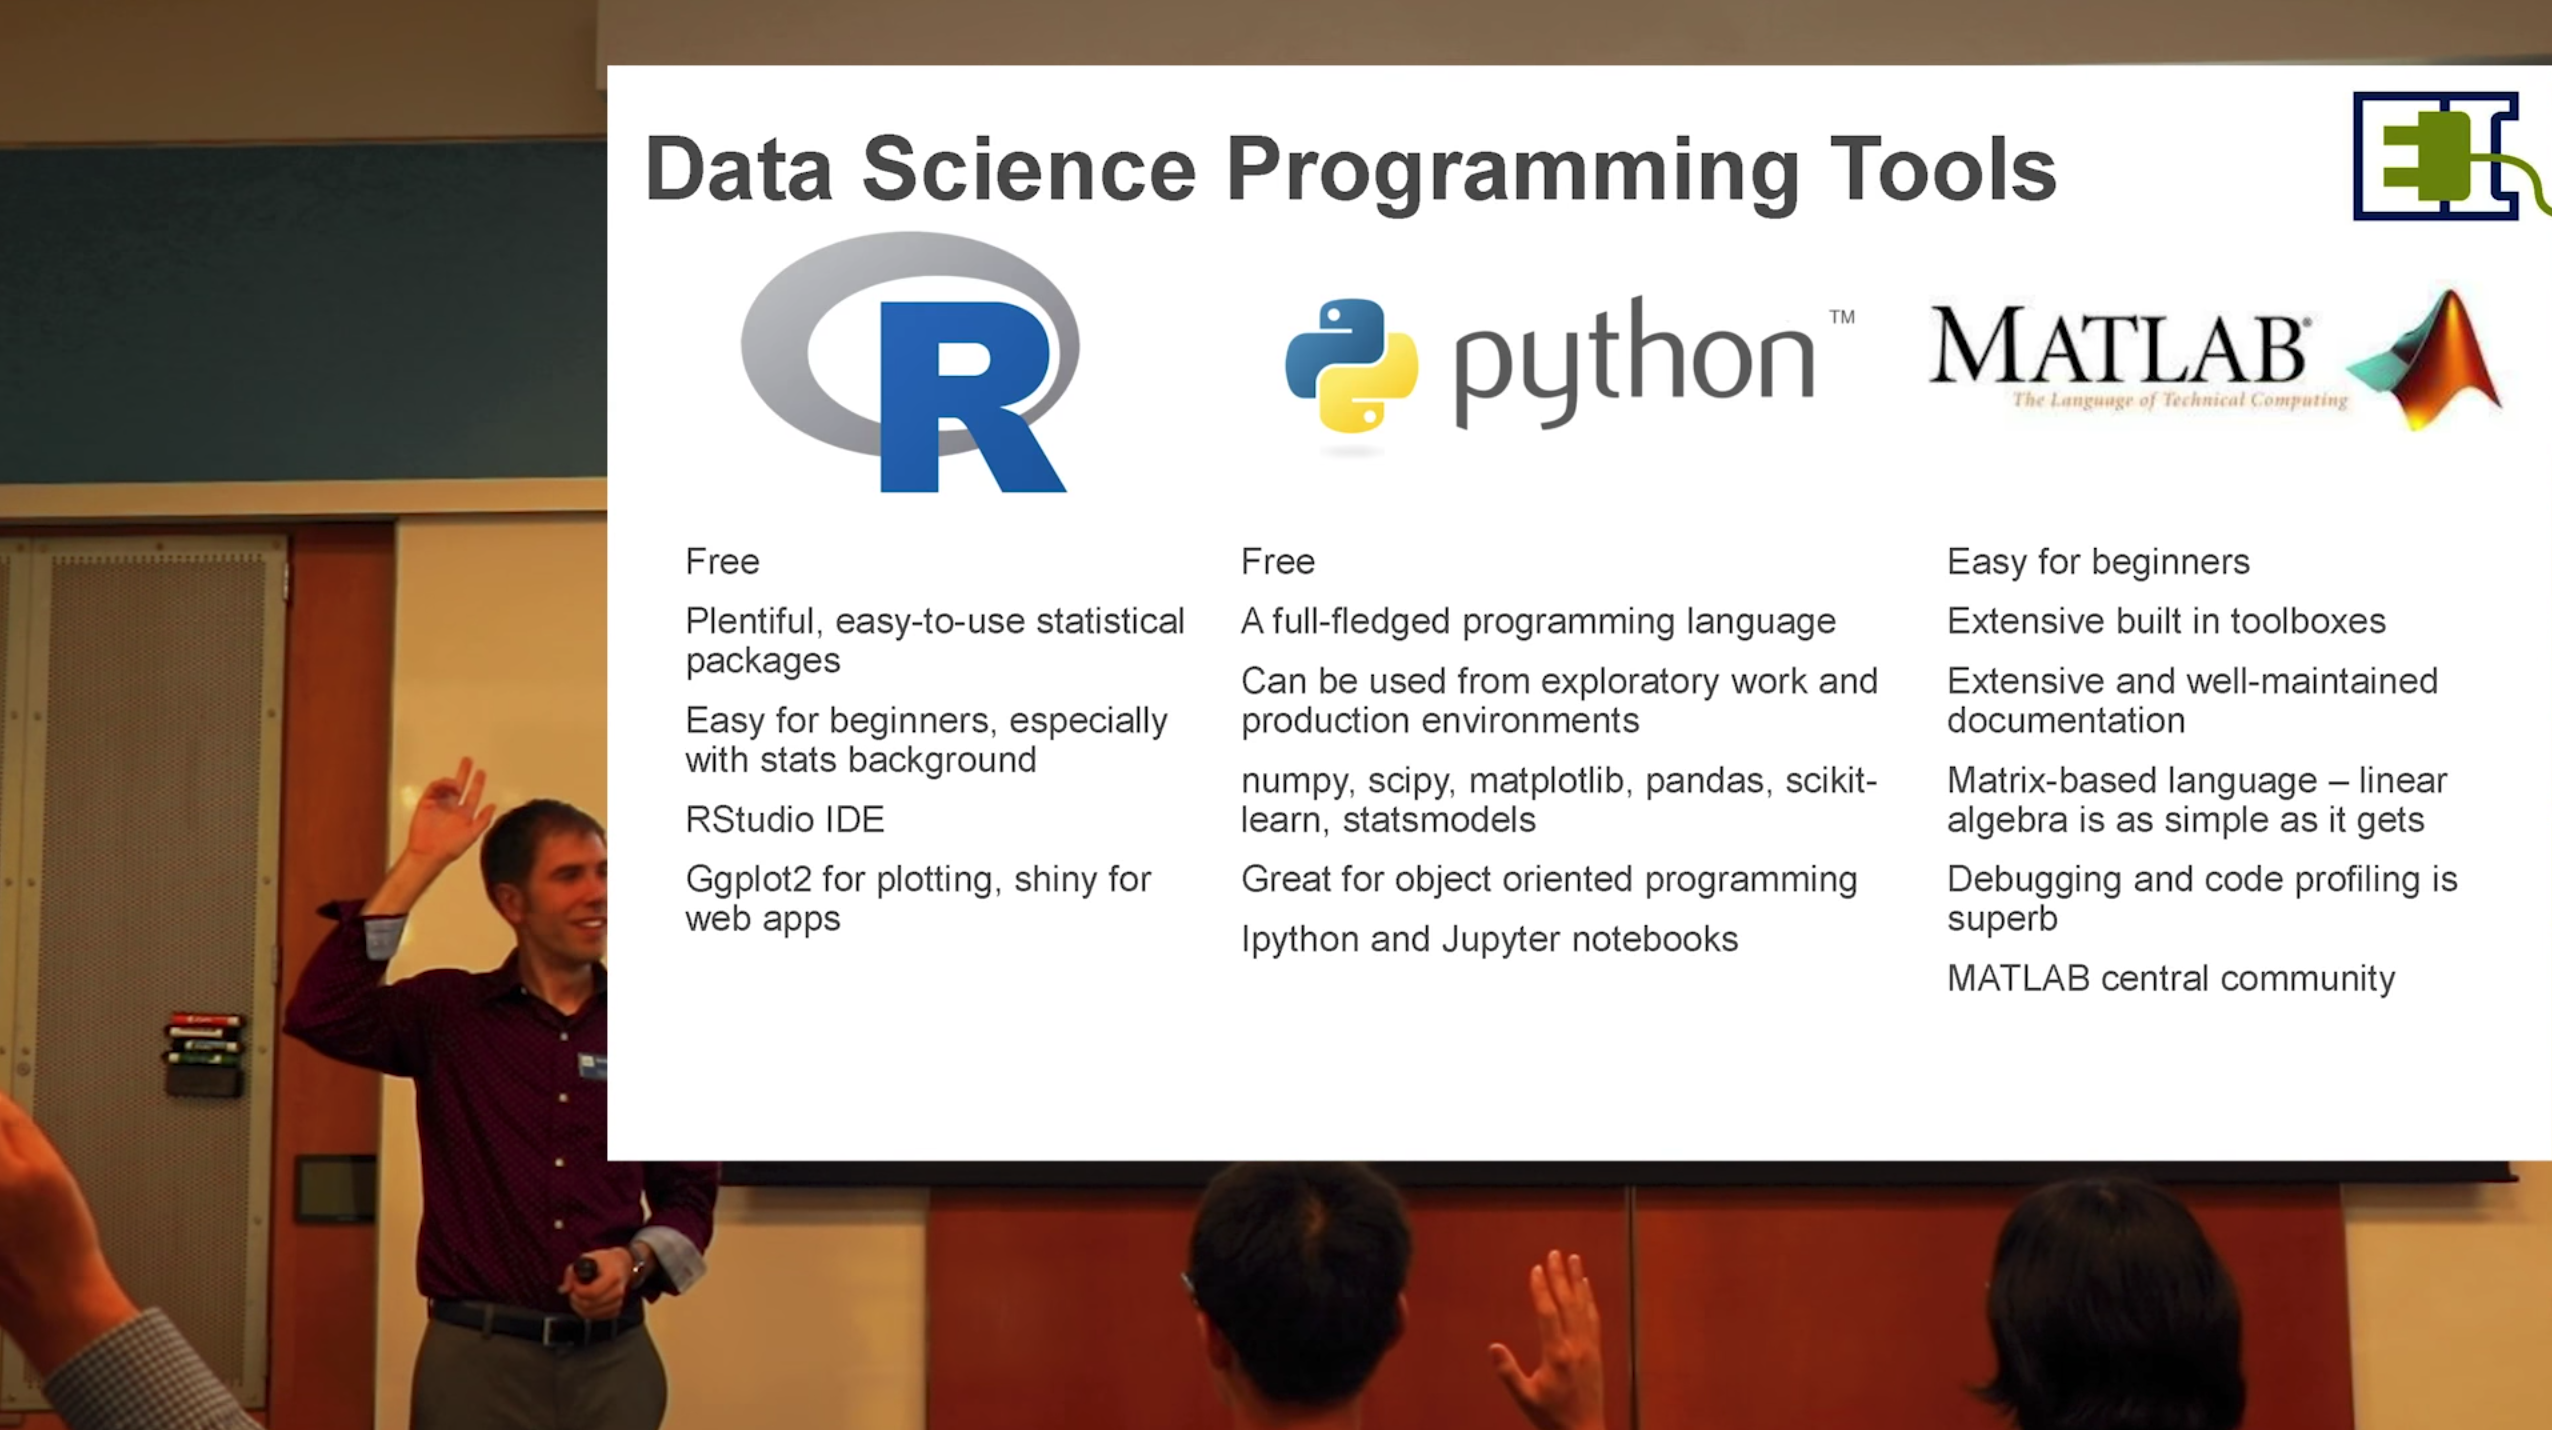 Data Science Programming Tools
R
python™
MATLAB®
The Language of Technical Computing
Free
Plentiful, easy-to-use statistical
packages
Easy for beginners, especially
with stats background
RStudio IDE
Ggplot2 for plotting, shiny for
web apps
Free
A full-fledged programming language
Can be used from exploratory work and
production environments
numpy, scipy, matplotlib, pandas, scikit-
learn, statsmodels
Great for object oriented programming
Ipython and Jupyter notebooks
Easy for beginners
Extensive built in toolboxes
Extensive and well-maintained
documentation
Matrix-based language – linear
algebra is as simple as it gets
Debugging and code profiling is
superb
MATLAB central community